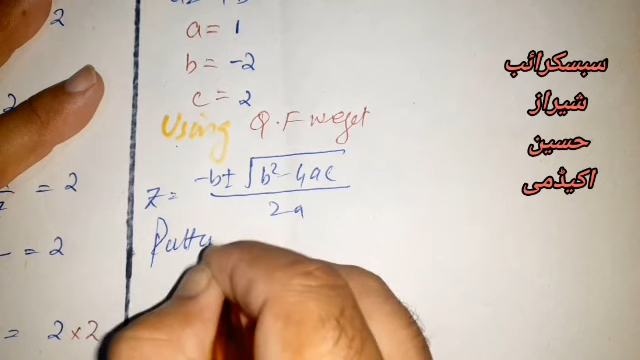 2
a = 1
b = -2
c = 2
Using Q.F we get
z = -b ± √b² - 4ac / 2a
Putt
2
= 2
= 2
= 2 × 2
سبسکرائب
شیراز
حسین
اکیڈمی